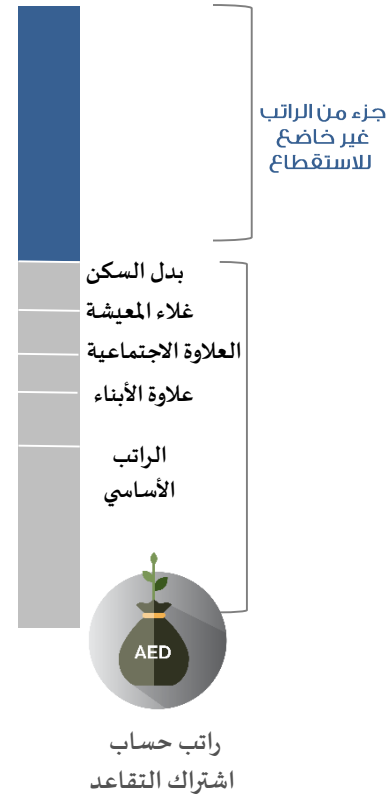 جزء من الراتب
غير خاضع
للاستقطاع
بدل السكن
غلاء المعيشة
العلاوة الاجتماعية
علاوة الأبناء
الراتب
الأساسي
AED
راتب حساب
اشتراك التقاعد